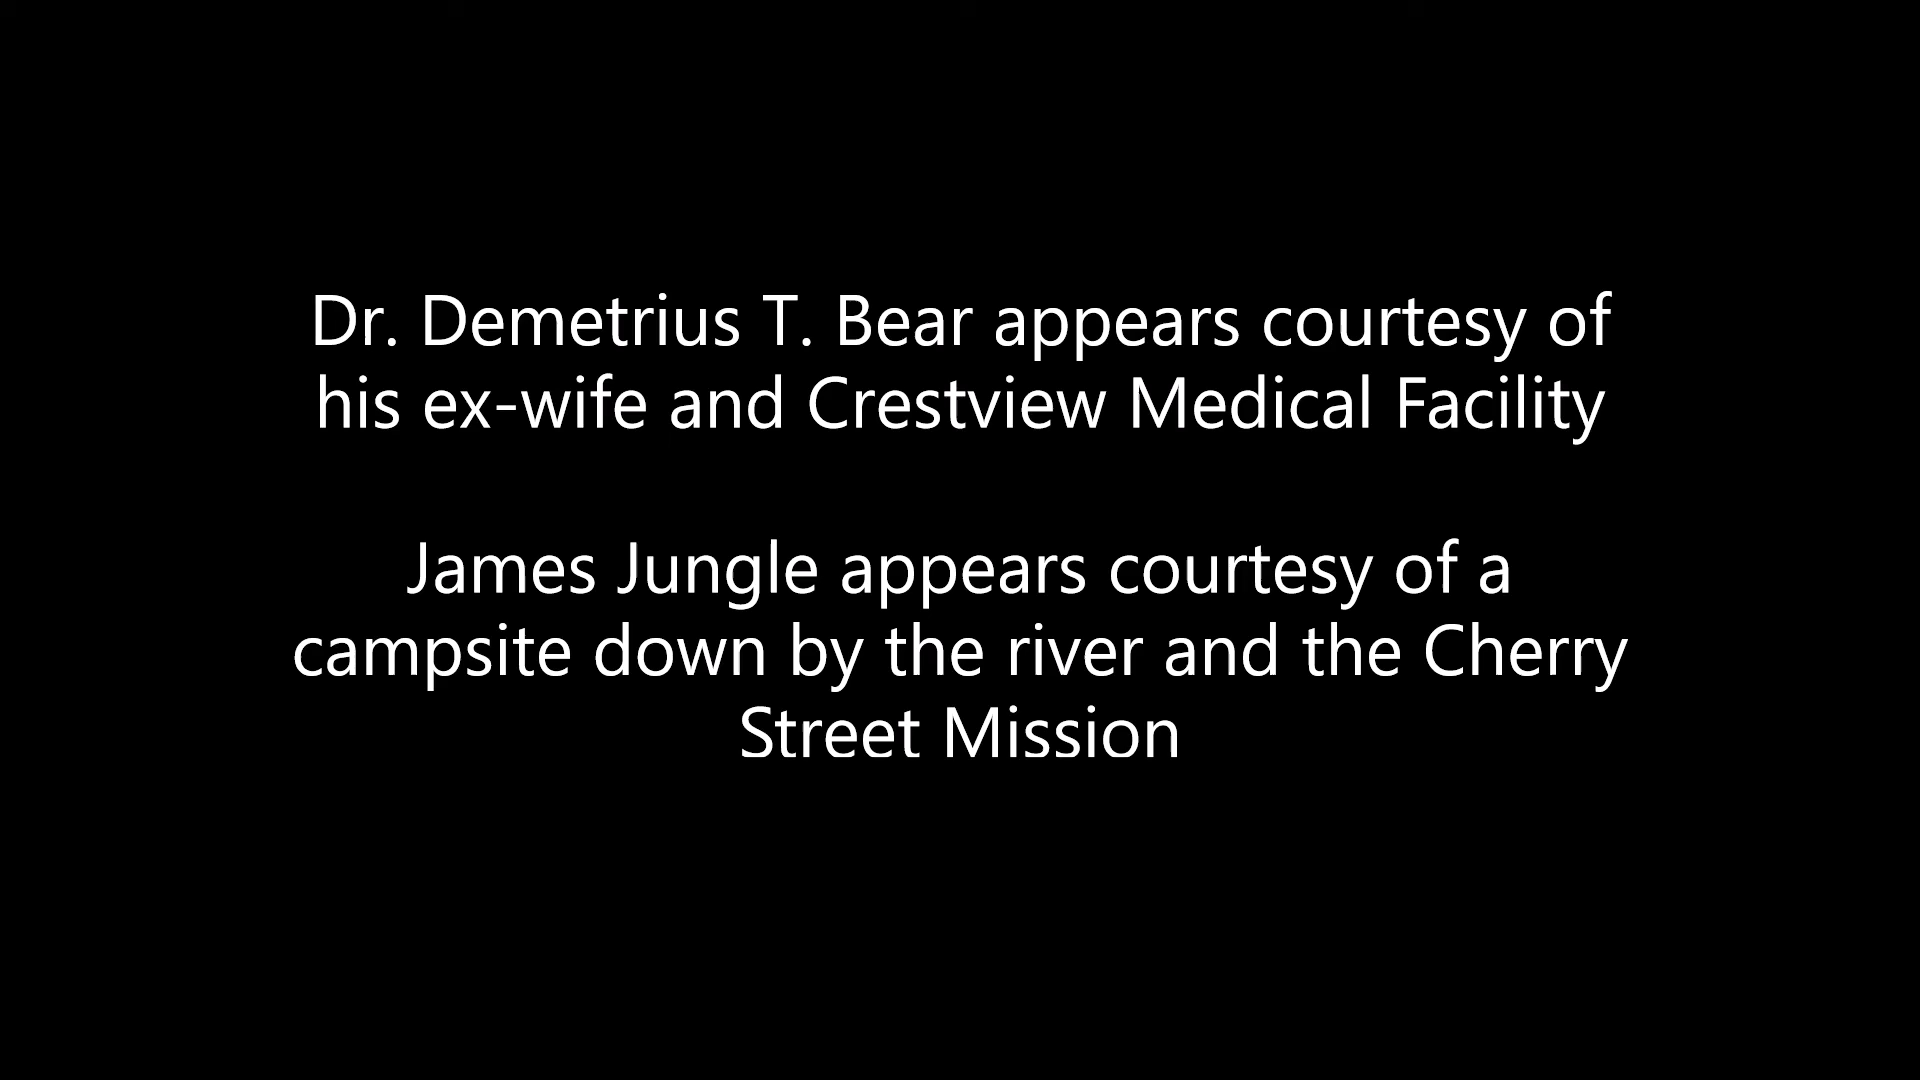 Dr. Demetrius T. Bear appears courtesy of
his ex-wife and Crestview Medical Facility
James Jungle appears courtesy of a
campsite down by the river and the Cherry
Street Mission